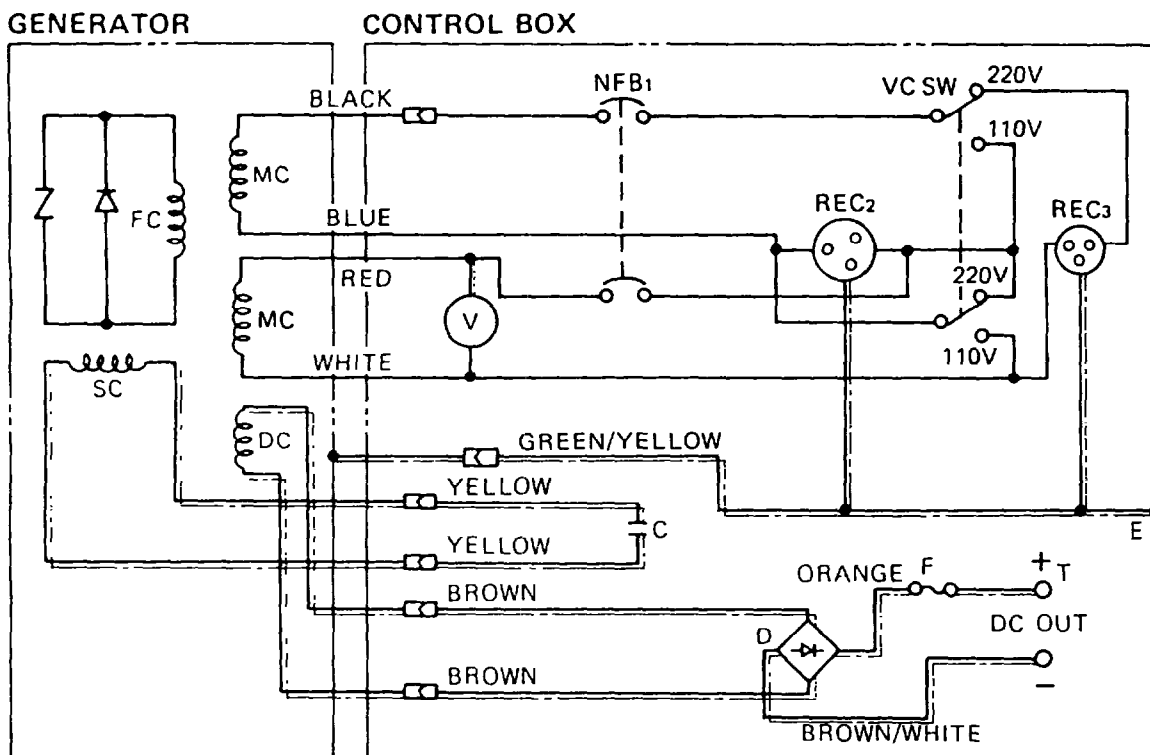 GENERATOR
CONTROL BOX
BLACK
NFB1
VC SW
220V
110V
MC
FC
BLUE
REC2
REC3
RED
220V
MC
V
110V
WHITE
SC
DC
GREEN/YELLOW
YELLOW
C
E
YELLOW
ORANGE
F
+
T
BROWN
D
DC OUT
BROWN
−
BROWN/WHITE